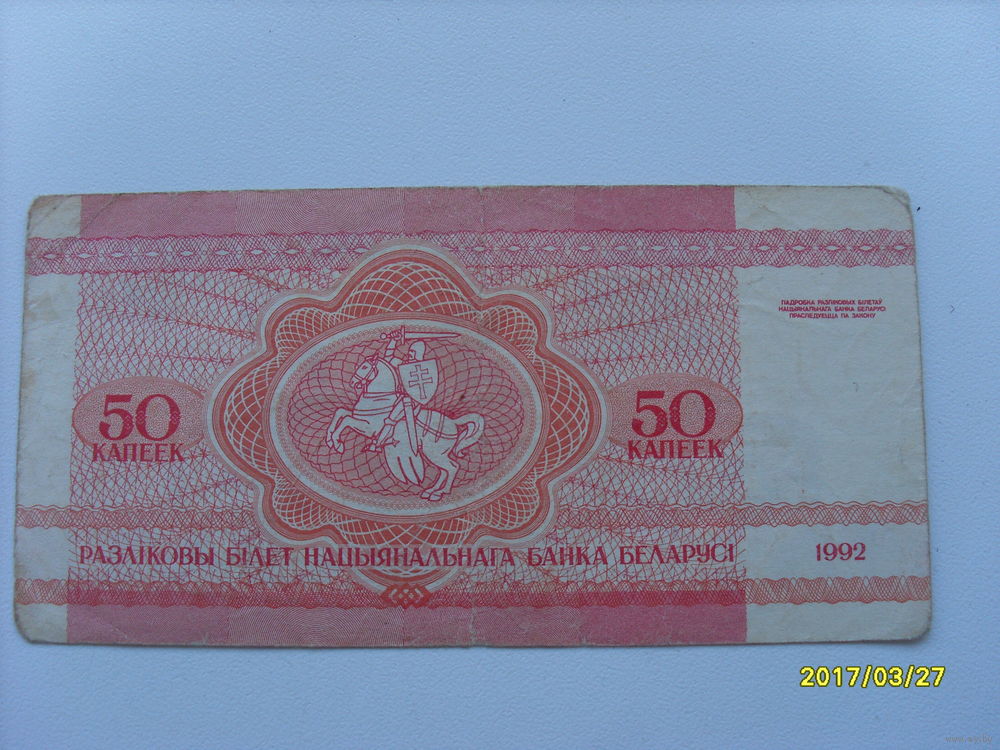 ПАДРОБКА РАЗЛІКОВЫХ БІЛЕТАЎ
НАЦЫЯНАЛЬНАГА БАНКА БЕЛАРУСІ
ПРАСЛЕДУЕЦЦА ПА ЗАКОНУ
50
КАПЕЕК
50
КАПЕЕК
РАЗЛІКОВЫ БІЛЕТ НАЦЫЯНАЛЬНАГА БАНКА БЕЛАРУСІ
1992
2017/03/27